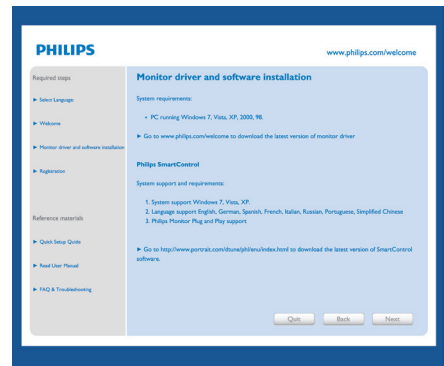 PHILIPS
www.philips.com/welcome
Required steps
Select Language
Welcome
Monitor driver and software installation
Registration
Reference materials
Quick Setup Guide
Read User Manual
FAQ & Troubleshooting
Monitor driver and software installation
System requirements:
• PC running Windows 7, Vista, XP, 2000, 98.
Go to www.philips.com/welcome to download the latest version of monitor driver
Philips SmartControl
System support and requirements:
1. System support Windows 7, Vista, XP.
2. Language support English, German, Spanish, French, Italian, Russian, Portuguese, Simplified Chinese
3. Philips Monitor Plug and Play support
Go to http://www.portrait.com/dtune/phl/enu/index.html to download the latest version of SmartControl
software.
Quit
Back
Next